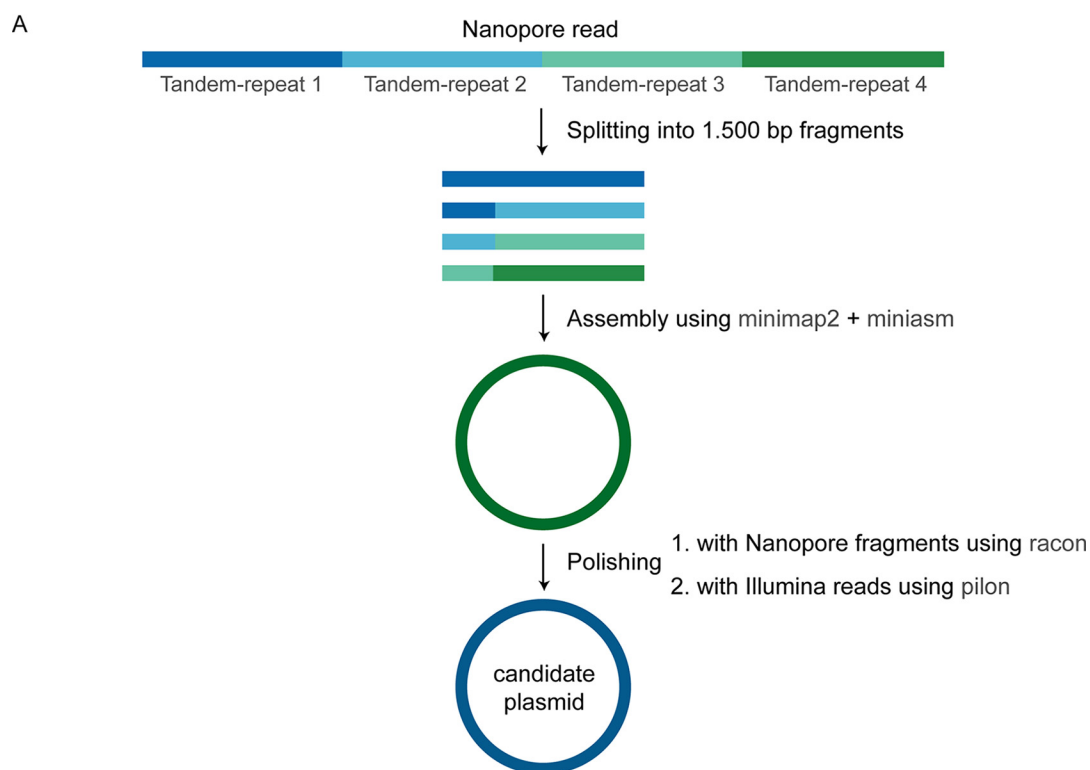 A
Nanopore read
Tandem-repeat 1 Tandem-repeat 2 Tandem-repeat 3 Tandem-repeat 4
Splitting into 1.500 bp fragments
Assembly using minimap2 + miniasm
Polishing
1. with Nanopore fragments using racon
2. with Illumina reads using pilon
candidate
plasmid